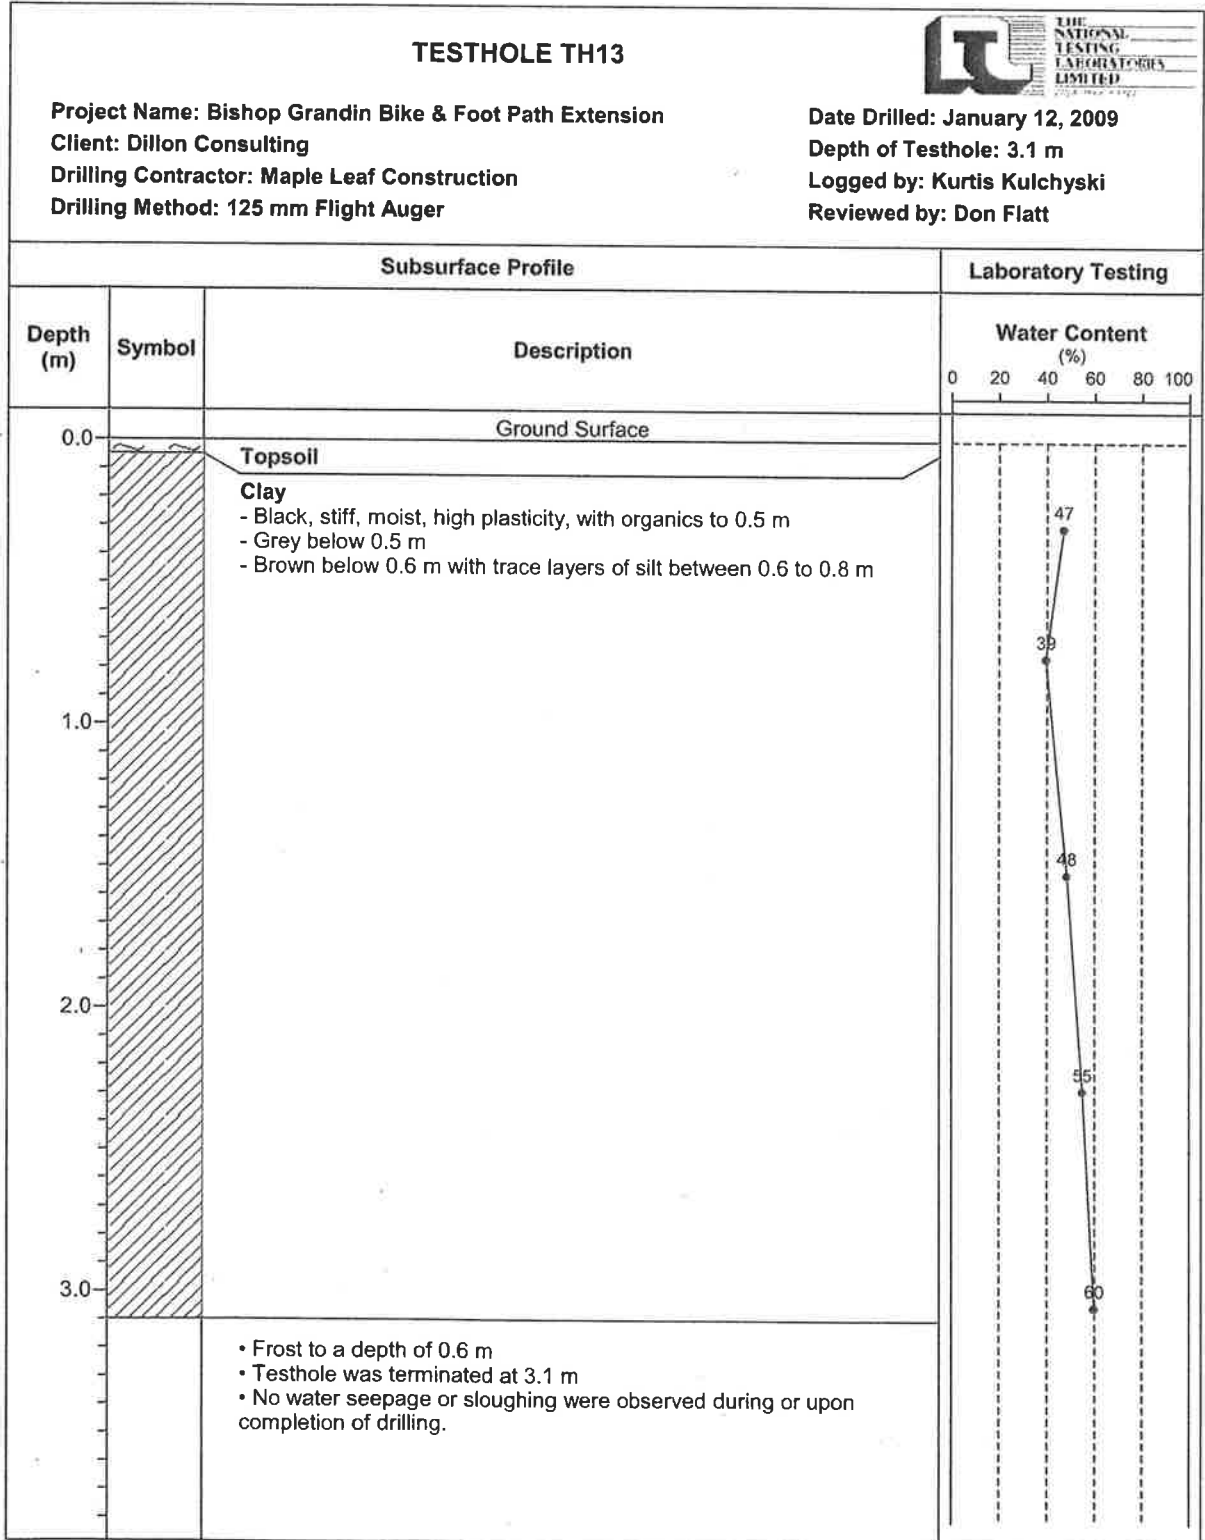 TESTHOLE TH13
THE
NATIONAL
TESTING
LABORATORIES
LIMITED
Project Name: Bishop Grandin Bike & Foot Path Extension
Client: Dillon Consulting
Drilling Contractor: Maple Leaf Construction
Drilling Method: 125 mm Flight Auger
Date Drilled: January 12, 2009
Depth of Testhole: 3.1 m
Logged by: Kurtis Kulchyski
Reviewed by: Don Flatt
Subsurface Profile
Laboratory Testing
Depth
(m)
Symbol
Description
Water Content
(%)
0 20 40 60 80 100
Ground Surface
0.0
Topsoil
Clay
- Black, stiff, moist, high plasticity, with organics to 0.5 m
- Grey below 0.5 m
- Brown below 0.6 m with trace layers of silt between 0.6 to 0.8 m
47
39
1.0
48
2.0
55
3.0
60
• Frost to a depth of 0.6 m
• Testhole was terminated at 3.1 m
• No water seepage or sloughing were observed during or upon
completion of drilling.